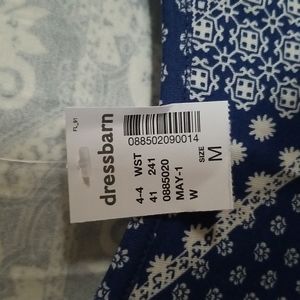 FL_91
dressbarn
088502090014
4-4 WST
41 241
0885020
MAY-1
W
SIZE
M